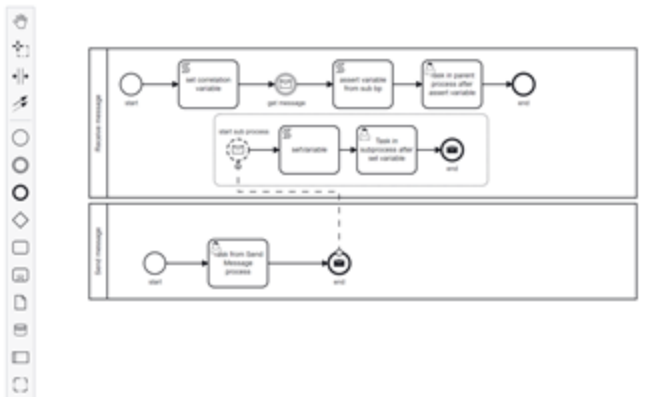 Receive message
start
set correlation
variable
get message
assert variable
from sub bp
Task in parent
process after
assert variable
end
start sub process
setVariable
Task in
subprocess after
set variable
end
Send message
start
Task from Send
Message
process
end